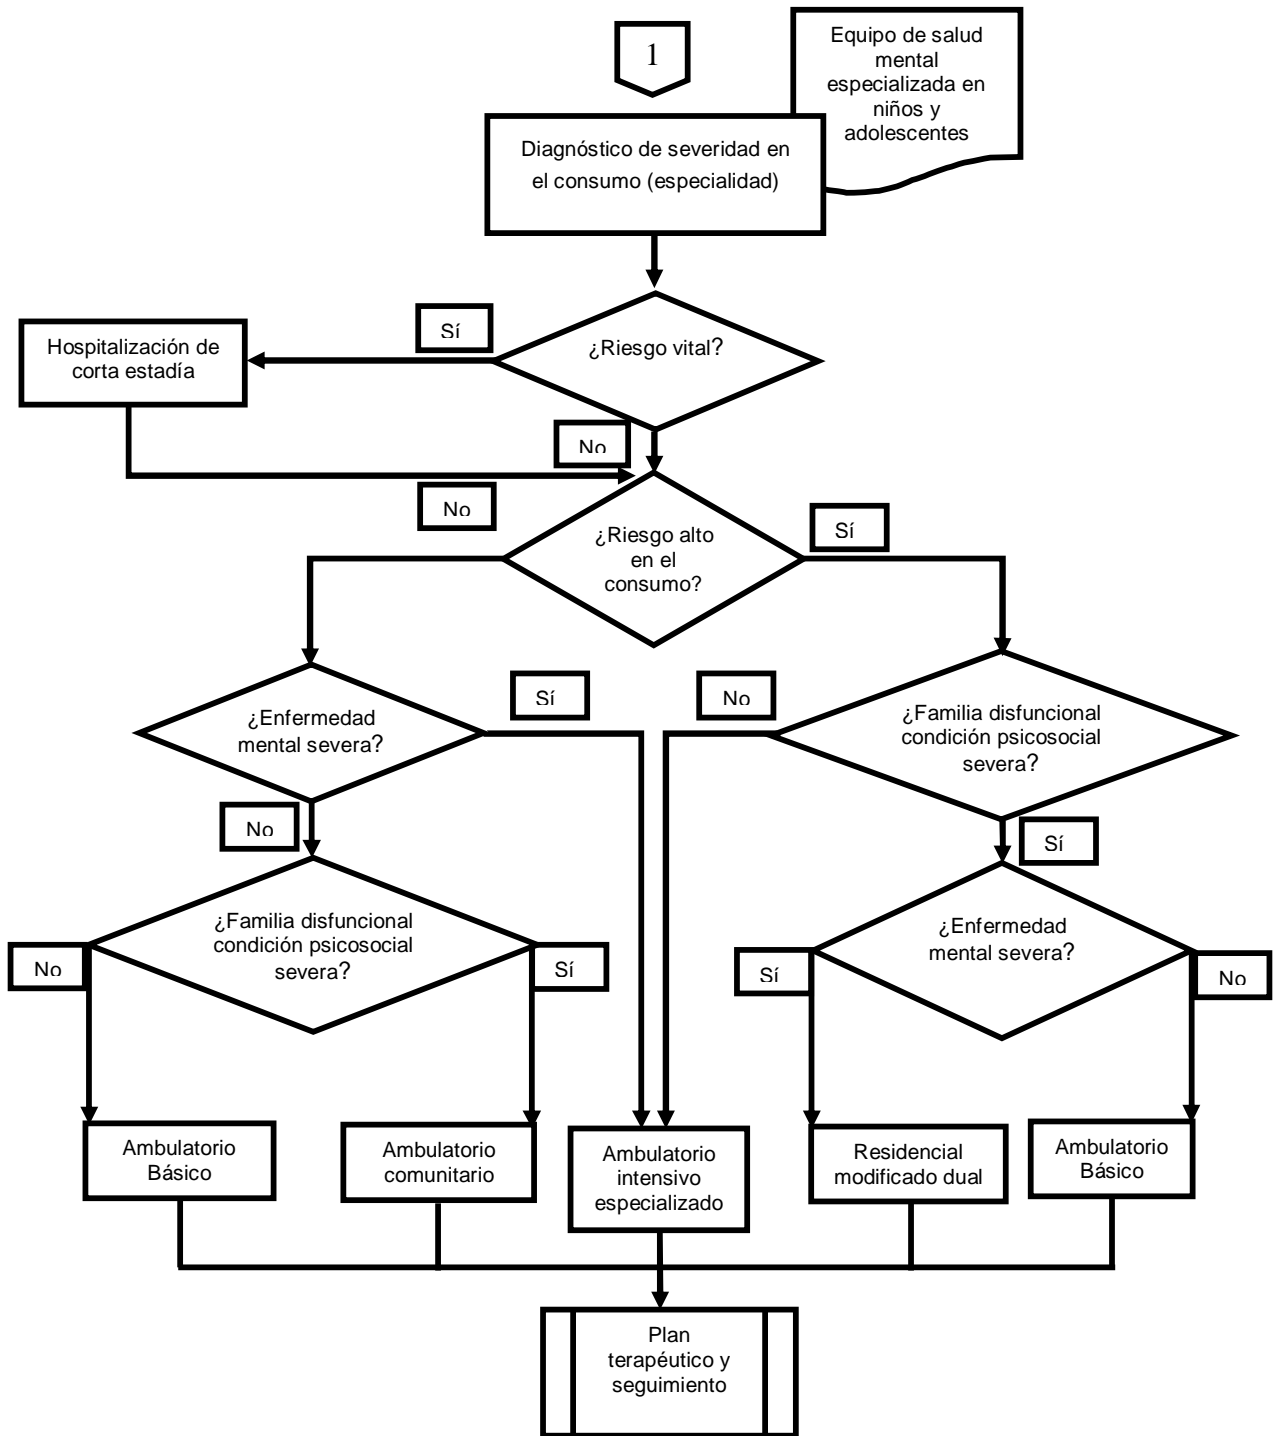 1
Equipo de salud
mental
especializada en
niños y
adolescentes
Diagnóstico de severidad en
el consumo (especialidad)
Sí
¿Riesgo vital?
Hospitalización de
corta estadía
No
No
¿Riesgo alto
en el
consumo?
Sí
¿Enfermedad
mental severa?
Sí
No
¿Familia disfuncional
condición psicosocial
severa?
No
Sí
¿Familia disfuncional
condición psicosocial
severa?
No
Sí
¿Enfermedad
mental severa?
Sí
No
Ambulatorio
Básico
Ambulatorio
comunitario
Ambulatorio
intensivo
especializado
Residencial
modificado dual
Ambulatorio
Básico
Plan
terapéutico y
seguimiento